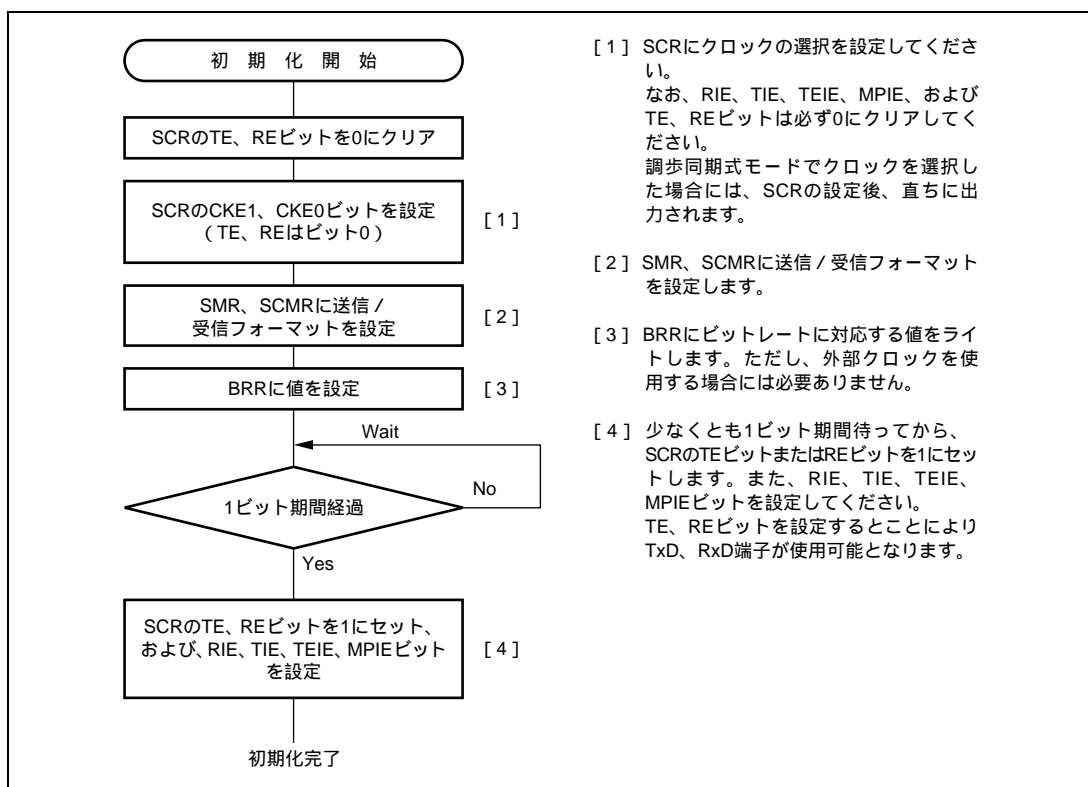 初 期 化 開 始
SCRのTE、REビットを0にクリア
SCRのCKE1、CKE0ビットを設定
(TE、REはビット0)
[1]
SMR、SCMRに送信/
受信フォーマットを設定
[2]
BRRに値を設定
[3]
Wait
1ビット期間経過
No
Yes
SCRのTE、REビットを1にセット、
および、RIE、TIE、TEIE、MPIEビット
を設定
[4]
初期化完了
[1] SCRにクロックの選択を設定してくださ
い。
なお、RIE、TIE、TEIE、MPIE、および
TE、REビットは必ず0にクリアしてく
ださい。
調歩同期式モードでクロックを選択し
た場合には、SCRの設定後、直ちに出
力されます。
[2] SMR、SCMRに送信/受信フォーマット
を設定します。
[3] BRRにビットレートに対応する値をライ
トします。ただし、外部クロックを使
用する場合には必要ありません。
[4] 少なくとも1ビット期間待ってから、
SCRのTEビットまたはREビットを1にセッ
トします。また、RIE、TIE、TEIE、
MPIEビットを設定してください。
TE、REビットを設定するとことにより
TxD、RxD端子が使用可能となります。